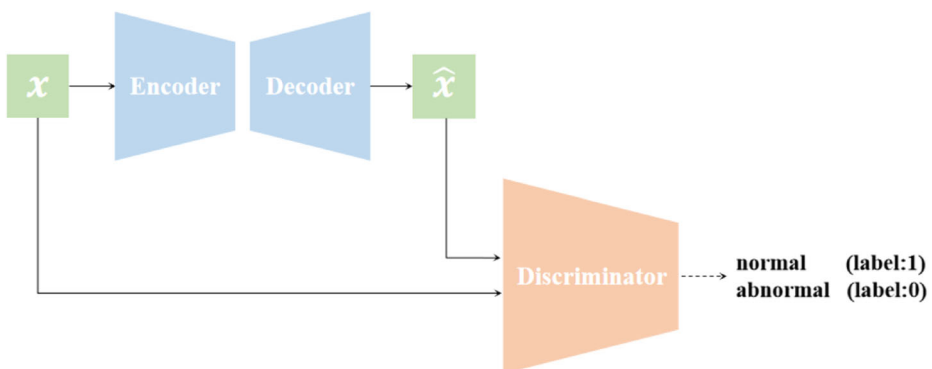 x
Encoder
Decoder
x̂
Discriminator
normal (label:1)
abnormal (label:0)